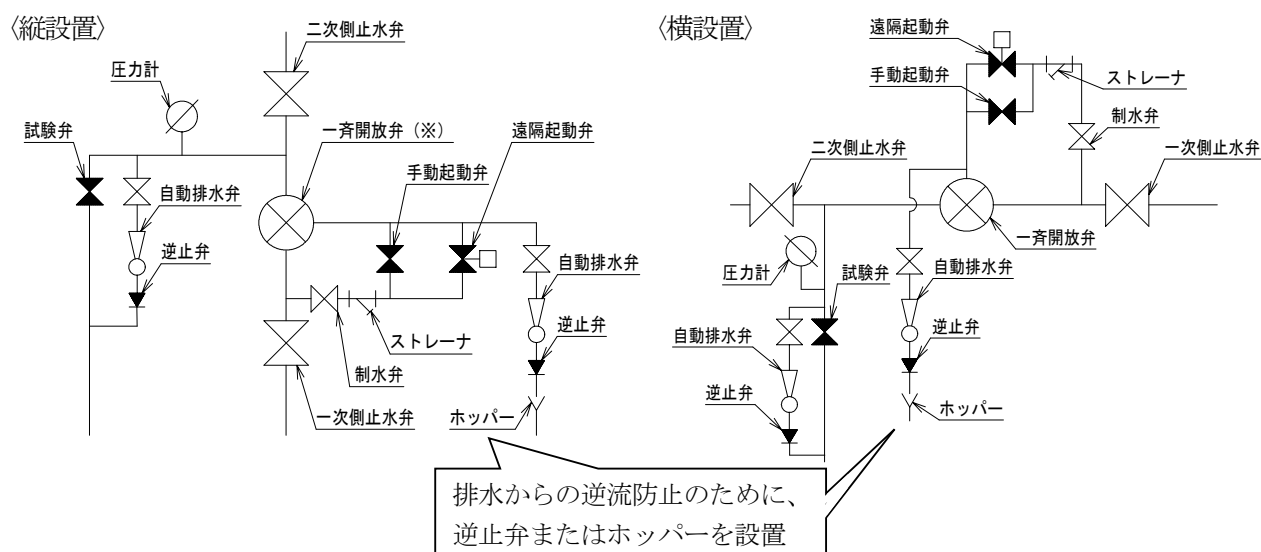 〈縦設置〉
二次側止水弁
圧力計
試験弁
一斉開放弁（※）
遠隔起動弁
手動起動弁
自動排水弁
逆止弁
自動排水弁
ストレーナ
逆止弁
制水弁
一次側止水弁
ホッパー
〈横設置〉
遠隔起動弁
手動起動弁
ストレーナ
制水弁
二次側止水弁
一次側止水弁
一斉開放弁
圧力計
試験弁
自動排水弁
自動排水弁
逆止弁
逆止弁
ホッパー
排水からの逆流防止のために、
逆止弁またはホッパーを設置